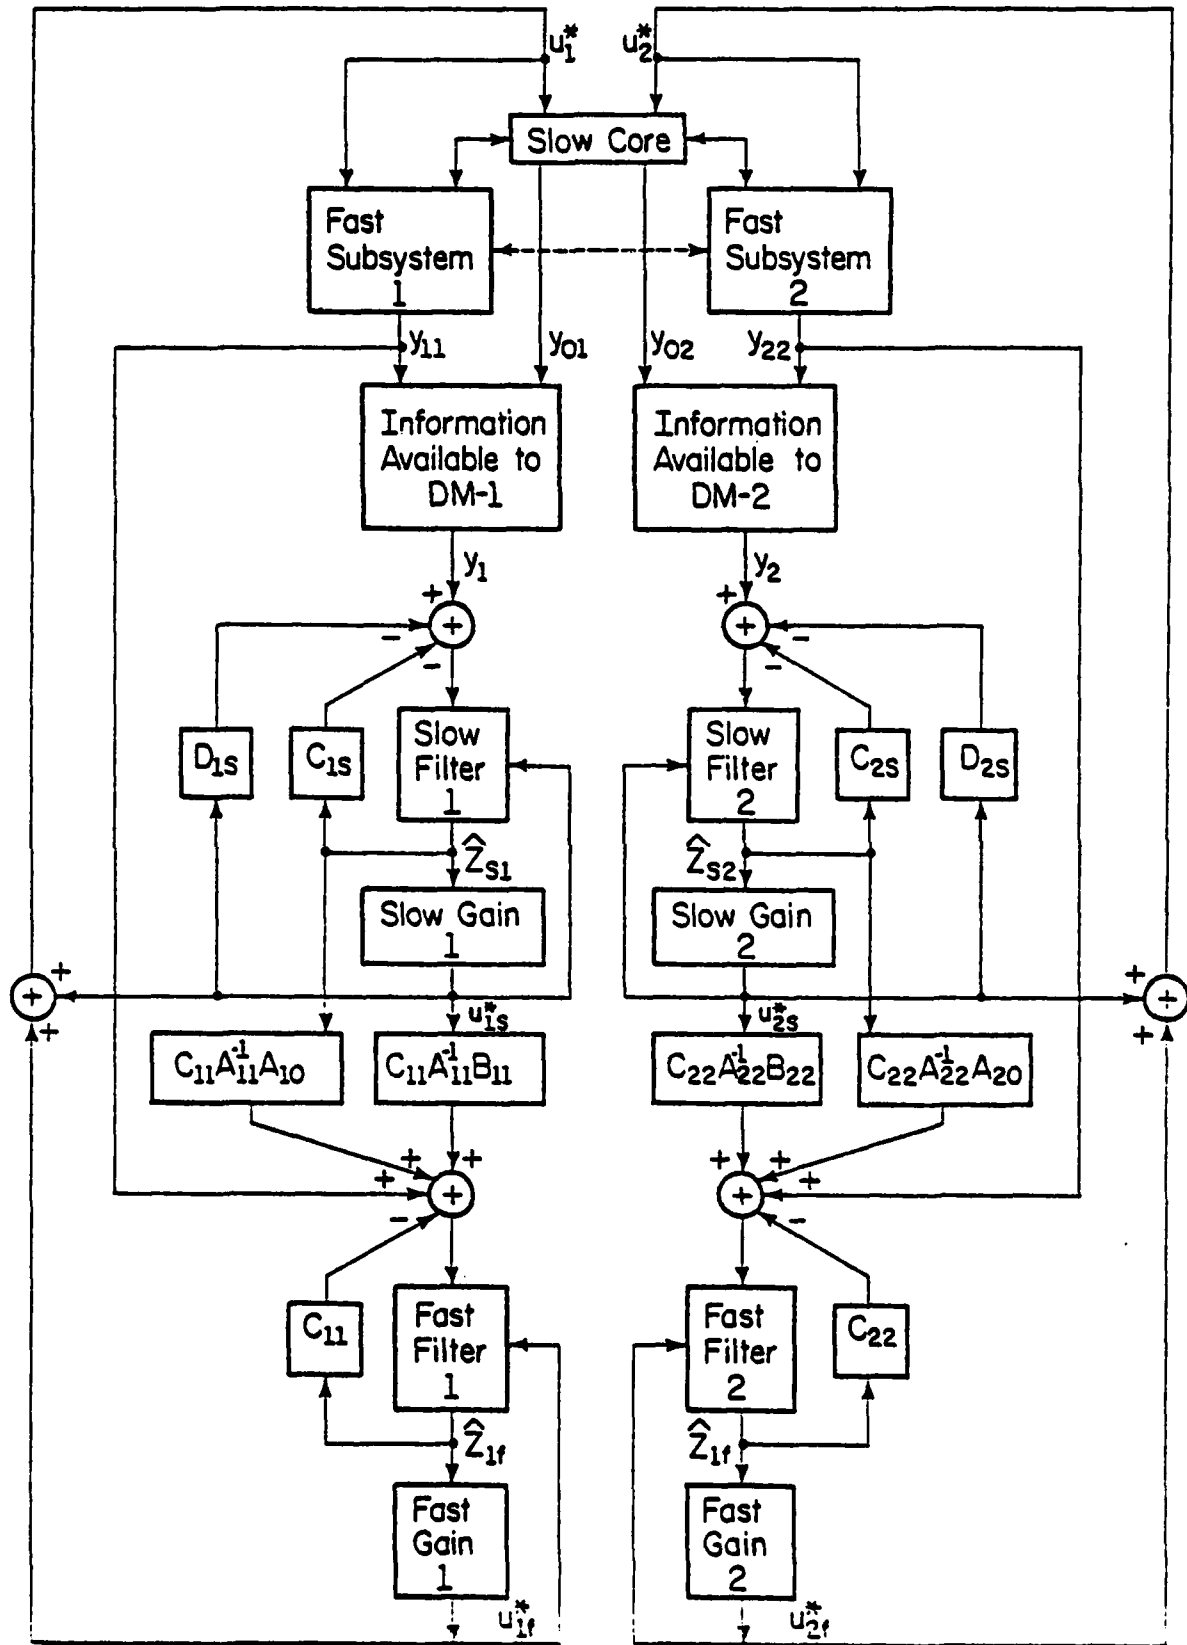 u₁* u₂*
Slow Core
Fast Subsystem 1
Fast Subsystem 2
y₁₁ y₀₁ y₀₂ y₂₂
Information Available to DM-1
Information Available to DM-2
y₁ y₂
+ + + +
- - - -
D₁ₛ C₁ₛ
Slow Filter 1
Slow Filter 2
C₂ₛ D₂ₛ
Ẑₛ₁ Ẑₛ₂
Slow Gain 1
Slow Gain 2
+ + + +
+ +
u₁ₛ* u₂ₛ*
C₁₁A₁₁⁻¹A₁₀ C₁₁A₁₁⁻¹B₁₁ C₂₂A₂₂⁻¹B₂₂ C₂₂A₂₂⁻¹A₂₀
+ + + +
+ + + +
- -
C₁₁
Fast Filter 1
Fast Filter 2
C₂₂
Ẑ₁f Ẑ₁f
Fast Gain 1
Fast Gain 2
u₁f* u₂f*